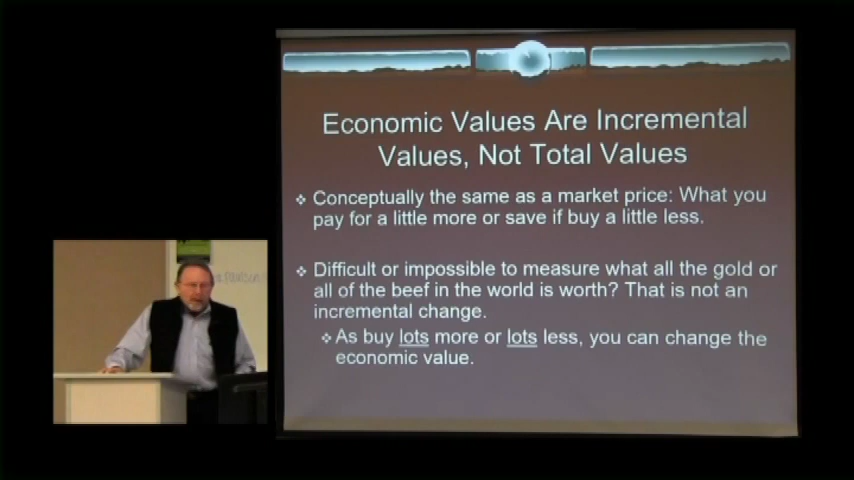 Economic Values Are Incremental
Values, Not Total Values
❖ Conceptually the same as a market price: What you
pay for a little more or save if buy a little less.
❖ Difficult or impossible to measure what all the gold or
all of the beef in the world is worth? That is not an
incremental change.
❖ As buy lots more or lots less, you can change the
economic value.